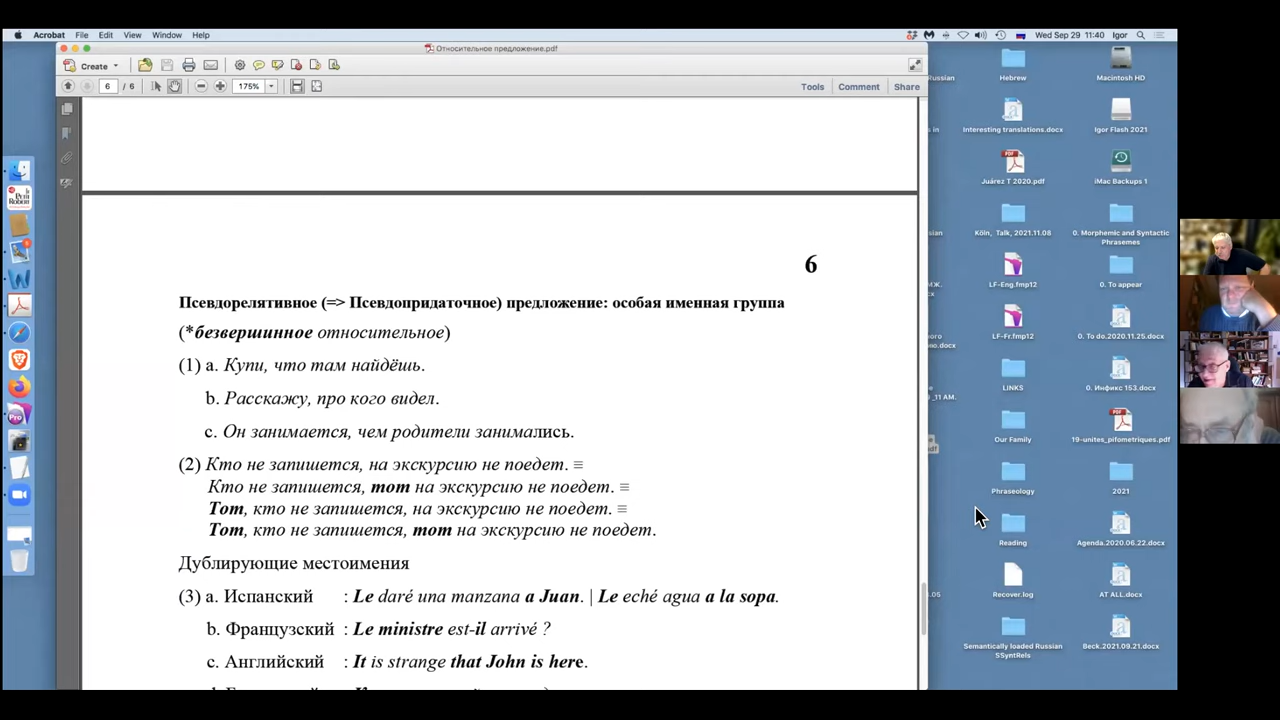 Acrobat File Edit View Window Help
Wed Sep 29 11:40 Igor
Относительное предложение.pdf
Create
6 / 6
175%
Tools Comment Share
6
Псевдорелятивное (=> Псевдопридаточное) предложение: особая именная группа
(*безвершинное относительное)
(1) a. Купи, что там найдёшь.
b. Расскажу, про кого видел.
c. Он занимается, чем родители занимались.
(2) Кто не запишется, на экскурсию не поедет. ≡
Кто не запишется, тот на экскурсию не поедет. ≡
Тот, кто не запишется, на экскурсию не поедет. ≡
Тот, кто не запишется, тот на экскурсию не поедет.
Дублирующие местоимения
(3) a. Испанский : Le daré una manzana a Juan. | Le eché agua a la sopa.
b. Французский : Le ministre est-il arrivé ?
c. Английский : It is strange that John is here.
Hebrew
Macintosh HD
Interesting translations.docx
Igor Flash 2021
Juárez T 2020.pdf
iMac Backups 1
Köln, Talk, 2021.11.08
0. Morphemic and Syntactic
Phrasemes
LF-Eng.fmp12
0. To appear
LF-Fr.fmp12
0. To do.2020.11.25.docx
LINKS
0. Инфикс 153.docx
Our Family
19-unites_pifometriques.pdf
Phraseology
2021
Reading
Agenda.2020.06.22.docx
Recover.log
AT ALL.docx
Semantically loaded Russian
SSyntRels
Beck.2021.09.21.docx